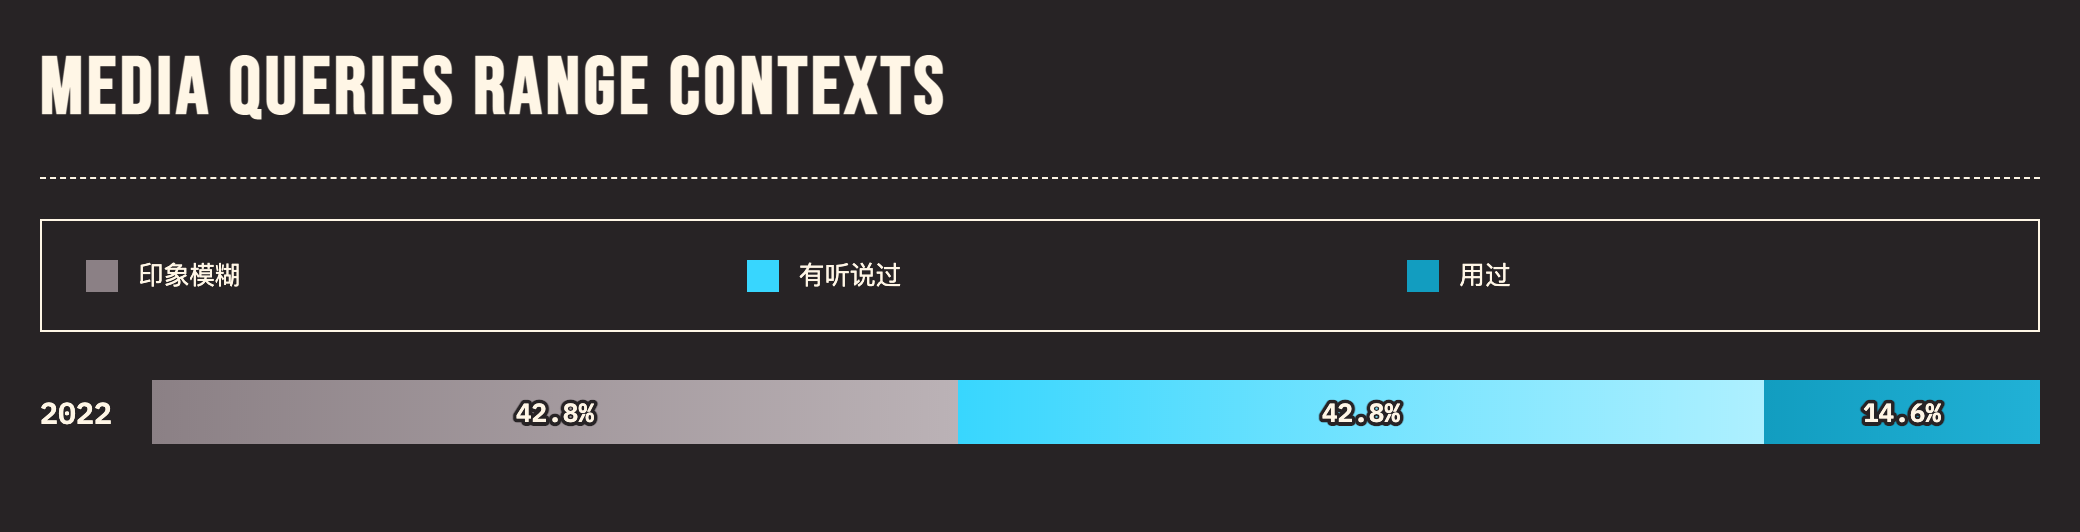 MEDIA QUERIES RANGE CONTEXTS
印象模糊 有听说过 用过
2022 42.8% 42.8% 14.6%